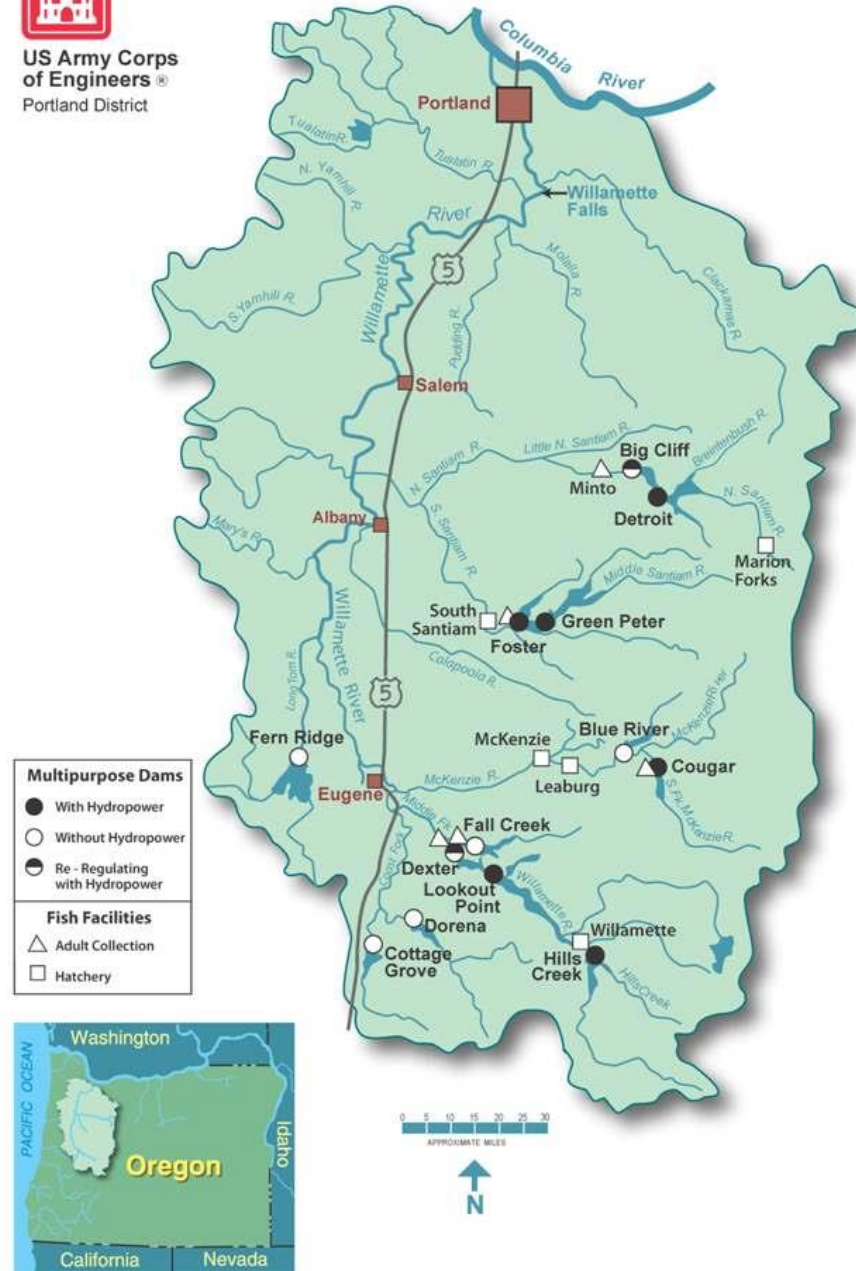 US Army Corps
of Engineers ®
Portland District
Columbia River
Portland
Tualatin R.
Tualatin R.
N. Yamhill R.
Willamette
Falls
River
Willamette
5
Molalla R.
Clackamas R.
S. Yamhill R.
Pudding R.
Salem
Little N. Santiam R.
Breitenbush R.
N. Santiam R.
Big Cliff
Minto
Detroit
N. Santiam R.
Albany
Mary's R.
S. Santiam R.
Marion
Forks
Middle Santiam R.
South
Santiam
Green Peter
Foster
Willamette River
Calapooia R.
Long Tom R.
5
McKenzie River
Fern Ridge
McKenzie
Blue River
Leaburg
Cougar
McKenzie R.
Eugene
S. Fk. McKenzie R.
Middle Fk.
Fall Creek
Coast Fork
Dexter
Lookout
Point
Willamette R.
Dorena
Willamette
Cottage
Grove
Hills
Creek
Hills Creek
Multipurpose Dams
With Hydropower
Without Hydropower
Re - Regulating
with Hydropower
Fish Facilities
Adult Collection
Hatchery
0 5 10 15 20 25 30
APPROXIMATE MILES
N
Washington
PACIFIC OCEAN
Oregon
Idaho
California
Nevada